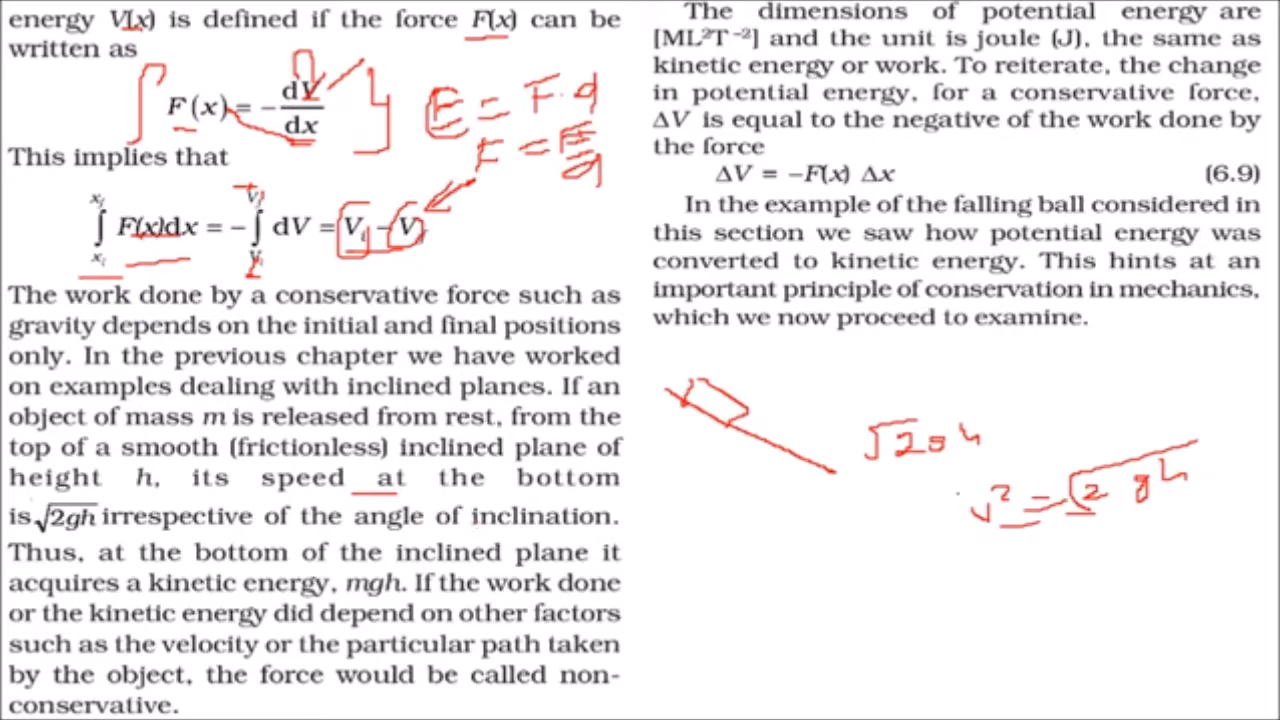 energy V(x) is defined if the force F(x) can be
written as
F(x) = − dV/dx
E = F.d
F = E/d
This implies that
∫ₓᵢˣᶠ F(x)dx = − ∫ᵥᵢⱽᶠ dV = Vᵢ − V_f
The work done by a conservative force such as
gravity depends on the initial and final positions
only. In the previous chapter we have worked
on examples dealing with inclined planes. If an
object of mass m is released from rest, from the
top of a smooth (frictionless) inclined plane of
height h, its speed at the bottom
is √2gh irrespective of the angle of inclination.
Thus, at the bottom of the inclined plane it
acquires a kinetic energy, mgh. If the work done
or the kinetic energy did depend on other factors
such as the velocity or the particular path taken
by the object, the force would be called non-
conservative.
The dimensions of potential energy are
[ML²T⁻²] and the unit is joule (J), the same as
kinetic energy or work. To reiterate, the change
in potential energy, for a conservative force,
ΔV is equal to the negative of the work done by
the force
ΔV = −F(x) Δx (6.9)
In the example of the falling ball considered in
this section we saw how potential energy was
converted to kinetic energy. This hints at an
important principle of conservation in mechanics,
which we now proceed to examine.
√2gh
v² = √2gh